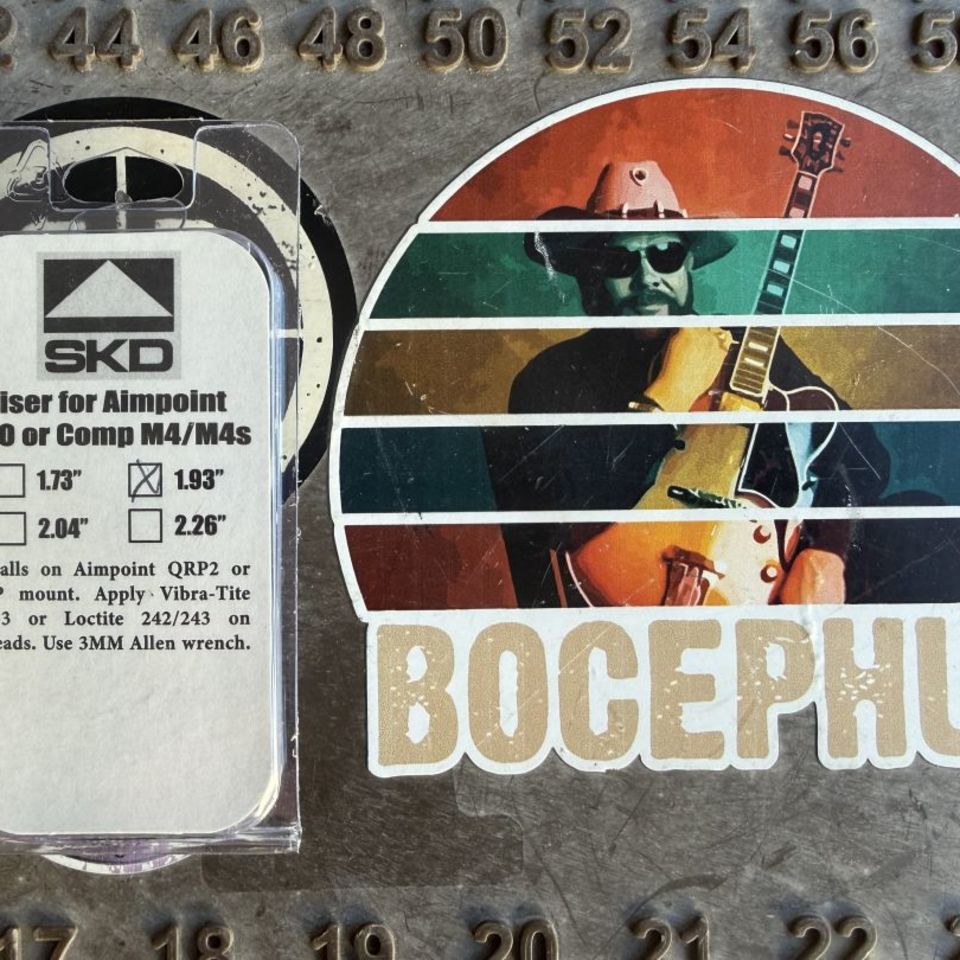 44 46 48 50 52 54 56
SKD
iser for Aimpoint
O or Comp M4/M4s
1.73" 1.93"
2.04" 2.26"
alls on Aimpoint QRP2 or
P mount. Apply Vibra-Tite
3 or Loctite 242/243 on
eads. Use 3MM Allen wrench.
BOCEPHU
17 18 19 20 21 22